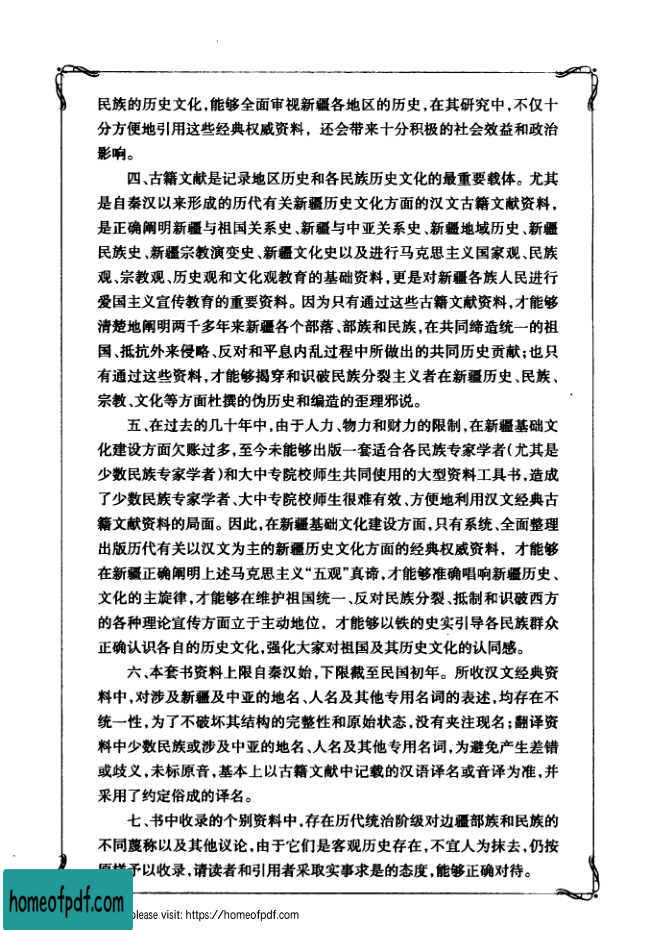 民族的历史文化,能够全面审视新疆各地区的历史,在其研究中,不仅十
分方便地引用这些经典权威资料，还会带来十分积极的社会效益和政治
影响。
四、古籍文献是记录地区历史和各民族历史文化的最重要载体。尤其
是自秦汉以来形成的历代有关新疆历史文化方面的汉文古籍文献资料,
是正确阐明新疆与祖国关系史、新疆与中亚关系史、新疆地域历史、新疆
民族史、新疆宗教演变史、新疆文化史以及进行马克思主义国家观、民族
观、宗教观、历史观和文化观教育的基础资料,更是对新疆各族人民进行
爱国主义宣传教育的重要资料。因为只有通过这些古籍文献资料,才能够
清楚地阐明两千多年来新疆各个部落、部族和民族,在共同缔造统一的祖
国、抵抗外来侵略、反对和平息内乱过程中所做出的共同历史贡献;也只
有通过这些资料,才能够揭穿和识破民族分裂主义者在新疆历史、民族、
宗教、文化等方面杜撰的伪历史和编造的歪理邪说。
五、在过去的几十年中,由于人力、物力和财力的限制,在新疆基础文
化建设方面欠账过多,至今未能够出版一套适合各民族专家学者(尤其是
少数民族专家学者)和大中专院校师生共同使用的大型资料工具书,造成
了少数民族专家学者、大中专院校师生很难有效、方便地利用汉文经典古
籍文献资料的局面。因此,在新疆基础文化建设方面,只有系统、全面整理
出版历代有关以汉文为主的新疆历史文化方面的经典权威资料，才能够
在新疆正确阐明上述马克思主义“五观”真谛,才能够准确唱响新疆历史、
文化的主旋律,才能够在维护祖国统一、反对民族分裂、抵制和识破西方
的各种理论宣传方面立于主动地位，才能够以铁的史实引导各民族群众
正确认识各自的历史文化,强化大家对祖国及其历史文化的认同感。
六、本套书资料上限自秦汉始,下限截至民国初年。所收汉文经典资
料中,对涉及新疆及中亚的地名、人名及其他专用名词的表述,均存在不
统一性,为了不破坏其结构的完整性和原始状态,没有夹注现名;翻译资
料中少数民族或涉及中亚的地名、人名及其他专用名词,为避免产生差错
或歧义,未标原音,基本上以古籍文献中记载的汉语译名或音译为准,并
采用了约定俗成的译名。
七、书中收录的个别资料中,存在历代统治阶级对边疆部族和民族的
不同蔑称以及其他议论,由于它们是客观历史存在,不宜人为抹去,仍按
原样予以收录,请读者和引用者采取实事求是的态度,能够正确对待。
homeofpdf.com
please visit: https://homeofpdf.com